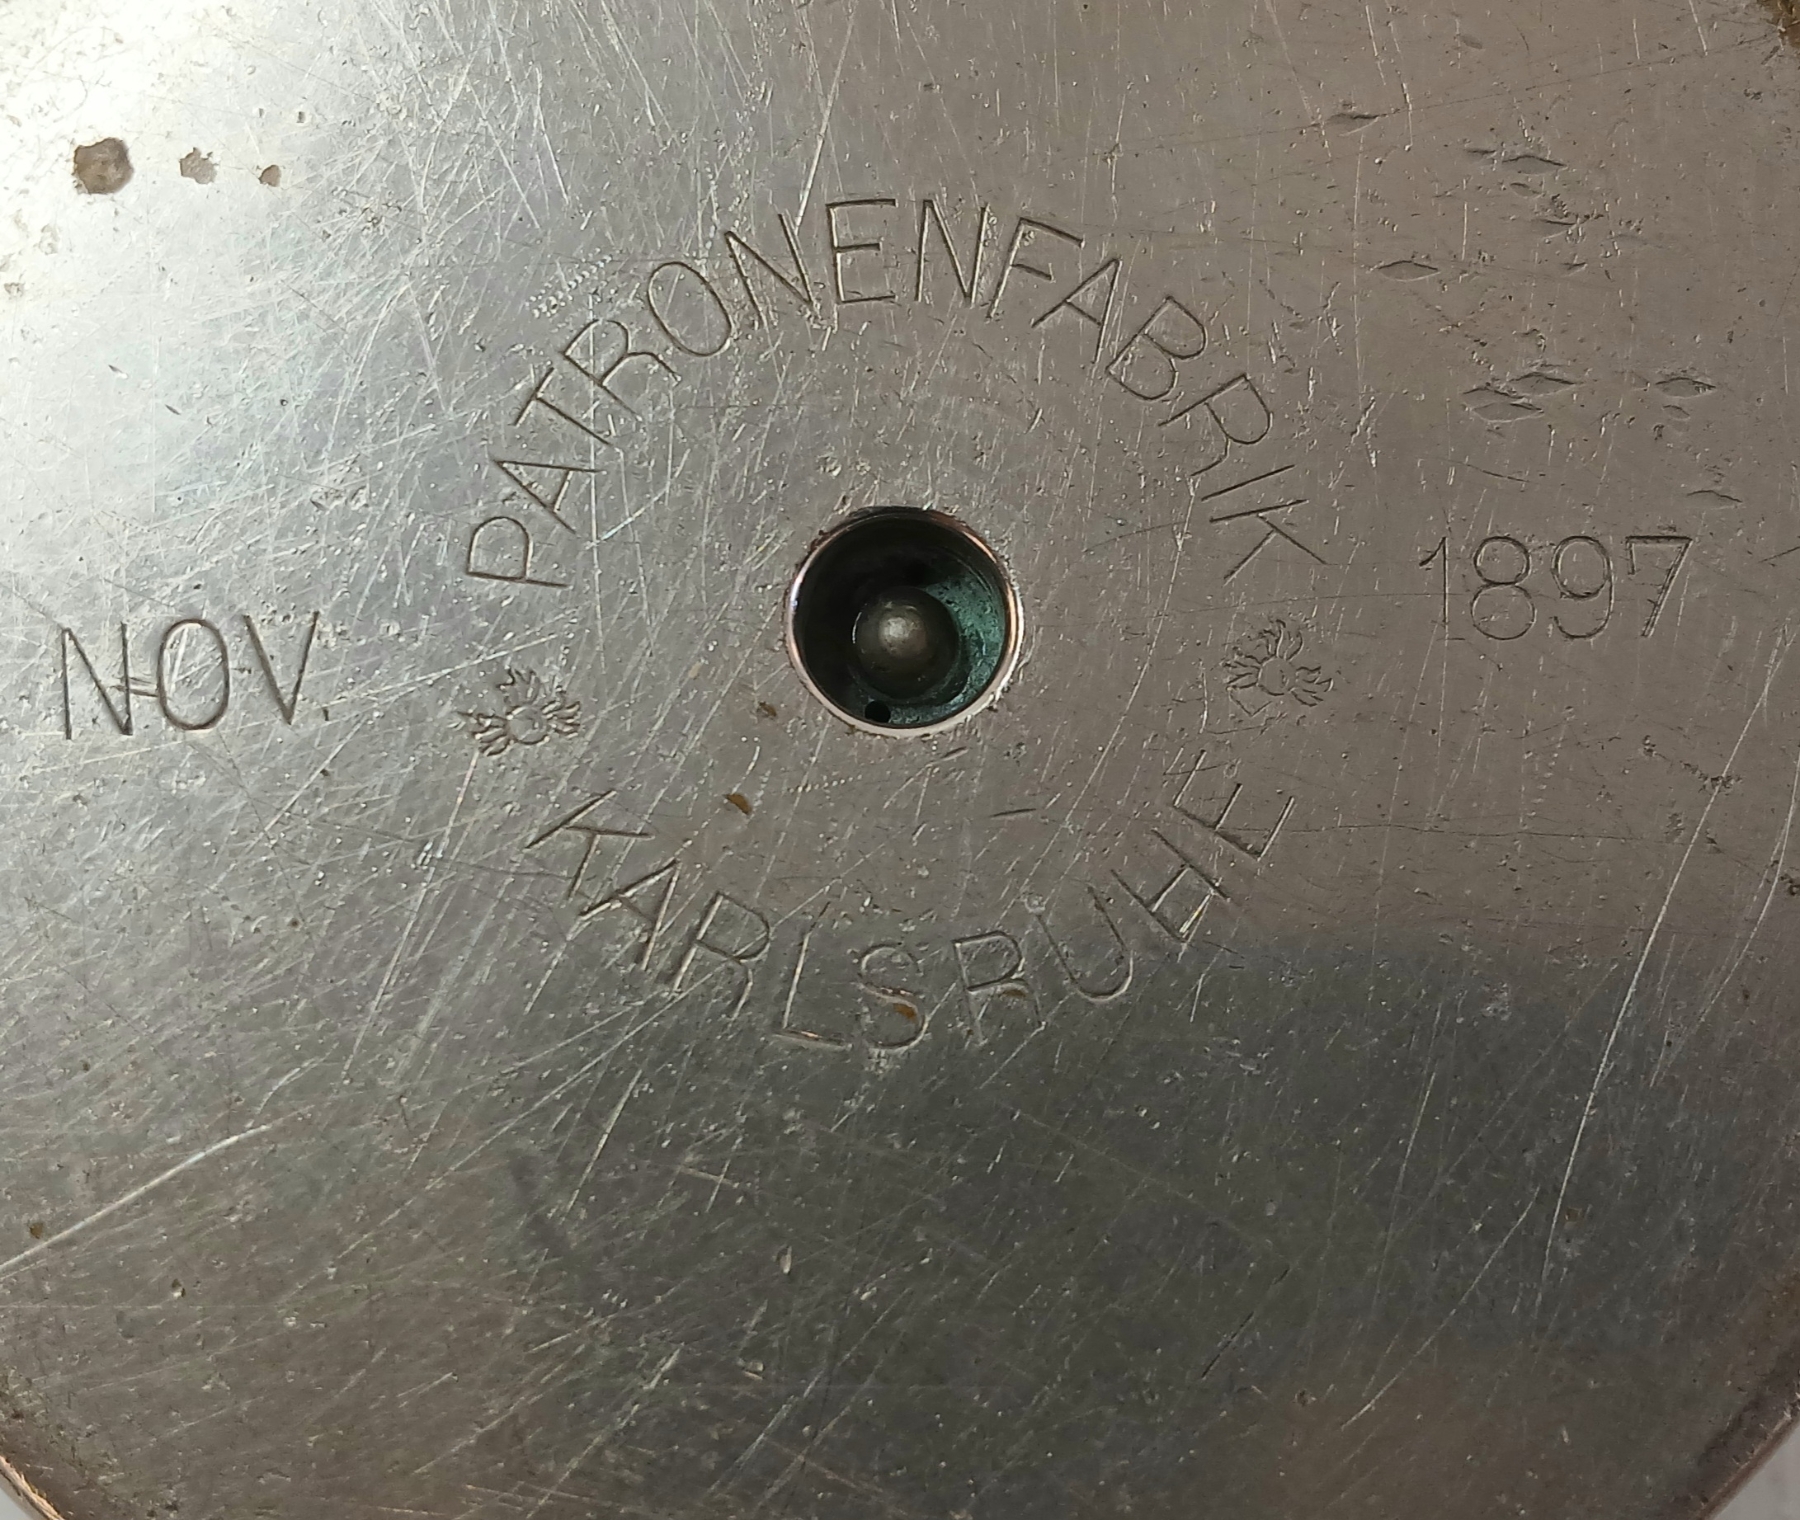 PATRONENFABRIK
NOV
1897
KARLSRUHE